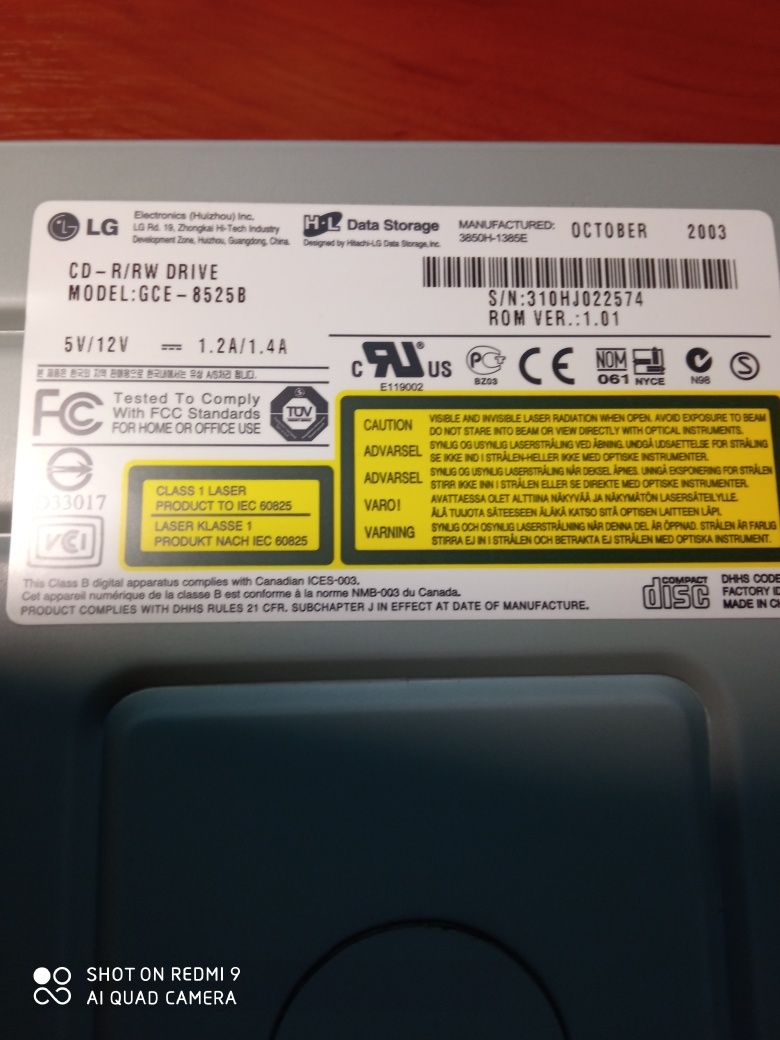 LG
Electronics (Huizhou) Inc.
LG Rd. 19, Zhongkai Hi-Tech Industry
Development Zone, Huizhou, Guangdong, China.
H·L Data Storage
Designed by Hitachi-LG Data Storage, Inc.
MANUFACTURED:
3850H-1385E
OCTOBER 2003
CD-R/RW DRIVE
MODEL:GCE-8525B
S/N:310HJ022574
ROM VER.:1.01
5V/12V 1.2A/1.4A
C US
E119002
BZ03
CE
NOM
061 NYCE
N98
S
FC
Tested To Comply
With FCC Standards
FOR HOME OR OFFICE USE
TÜV
D33017
VCI
CLASS 1 LASER
PRODUCT TO IEC 60825
LASER KLASSE 1
PRODUKT NACH IEC 60825
CAUTION VISIBLE AND INVISIBLE LASER RADIATION WHEN OPEN. AVOID EXPOSURE TO BEAM
DO NOT STARE INTO BEAM OR VIEW DIRECTLY WITH OPTICAL INSTRUMENTS.
ADVARSEL SYNLIG OG USYNLIG LASERSTRÅLING VED ÅBNING. UNDGÅ UDSAETTELSE FOR STRÅLING
SE IKKE IND I STRÅLEN-HELLER IKKE MED OPTISKE INSTRUMENTER.
ADVARSEL SYNLIG OG USYNLIG LASERSTRÅLING NÅR DEKSEL ÅPNES. UNNGÅ EKSPONERING FOR STRÅLEN
STIRR IKKE INN I STRÅLEN ELLER SE DIREKTE MED OPTISKE INSTRUMENTER.
VARO! AVATTAESSA OLET ALTTIINA NÄKYVÄÄ JA NÄKYMÄTÖN LASERSÄTEILYLLE.
ÄLÄ TUIJOTA SÄTEESEEN ÄLÄKÄ KATSO SITÄ OPTISEN LAITTEEN LÄPI.
VARNING SYNLIG OCH OSYNLIG LASERSTRÅLNING NÄR DENNA DEL ÄR ÖPPNAD. STRÅLEN ÄR FARLIG
STIRRA EJ IN I STRÅLEN OCH BETRAKTA EJ STRÅLEN MED OPTISKA INSTRUMENT.
This Class B digital apparatus complies with Canadian ICES-003.
Cet appareil numérique de la classe B est conforme à la norme NMB-003 du Canada.
PRODUCT COMPLIES WITH DHHS RULES 21 CFR. SUBCHAPTER J IN EFFECT AT DATE OF MANUFACTURE.
COMPACT
disc
DHHS CODE
FACTORY ID
MADE IN CH
SHOT ON REDMI 9
AI QUAD CAMERA